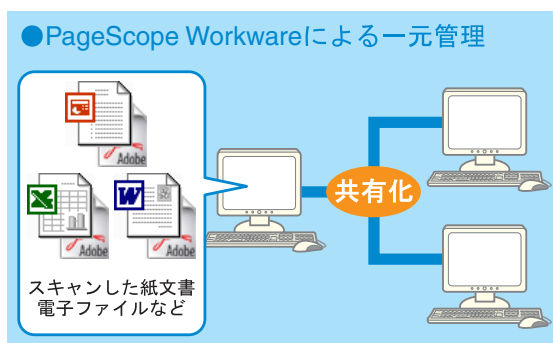 ●PageScope Workwareによる一元管理
Adobe
Adobe
Adobe
スキャンした紙文書
電子ファイルなど
共有化